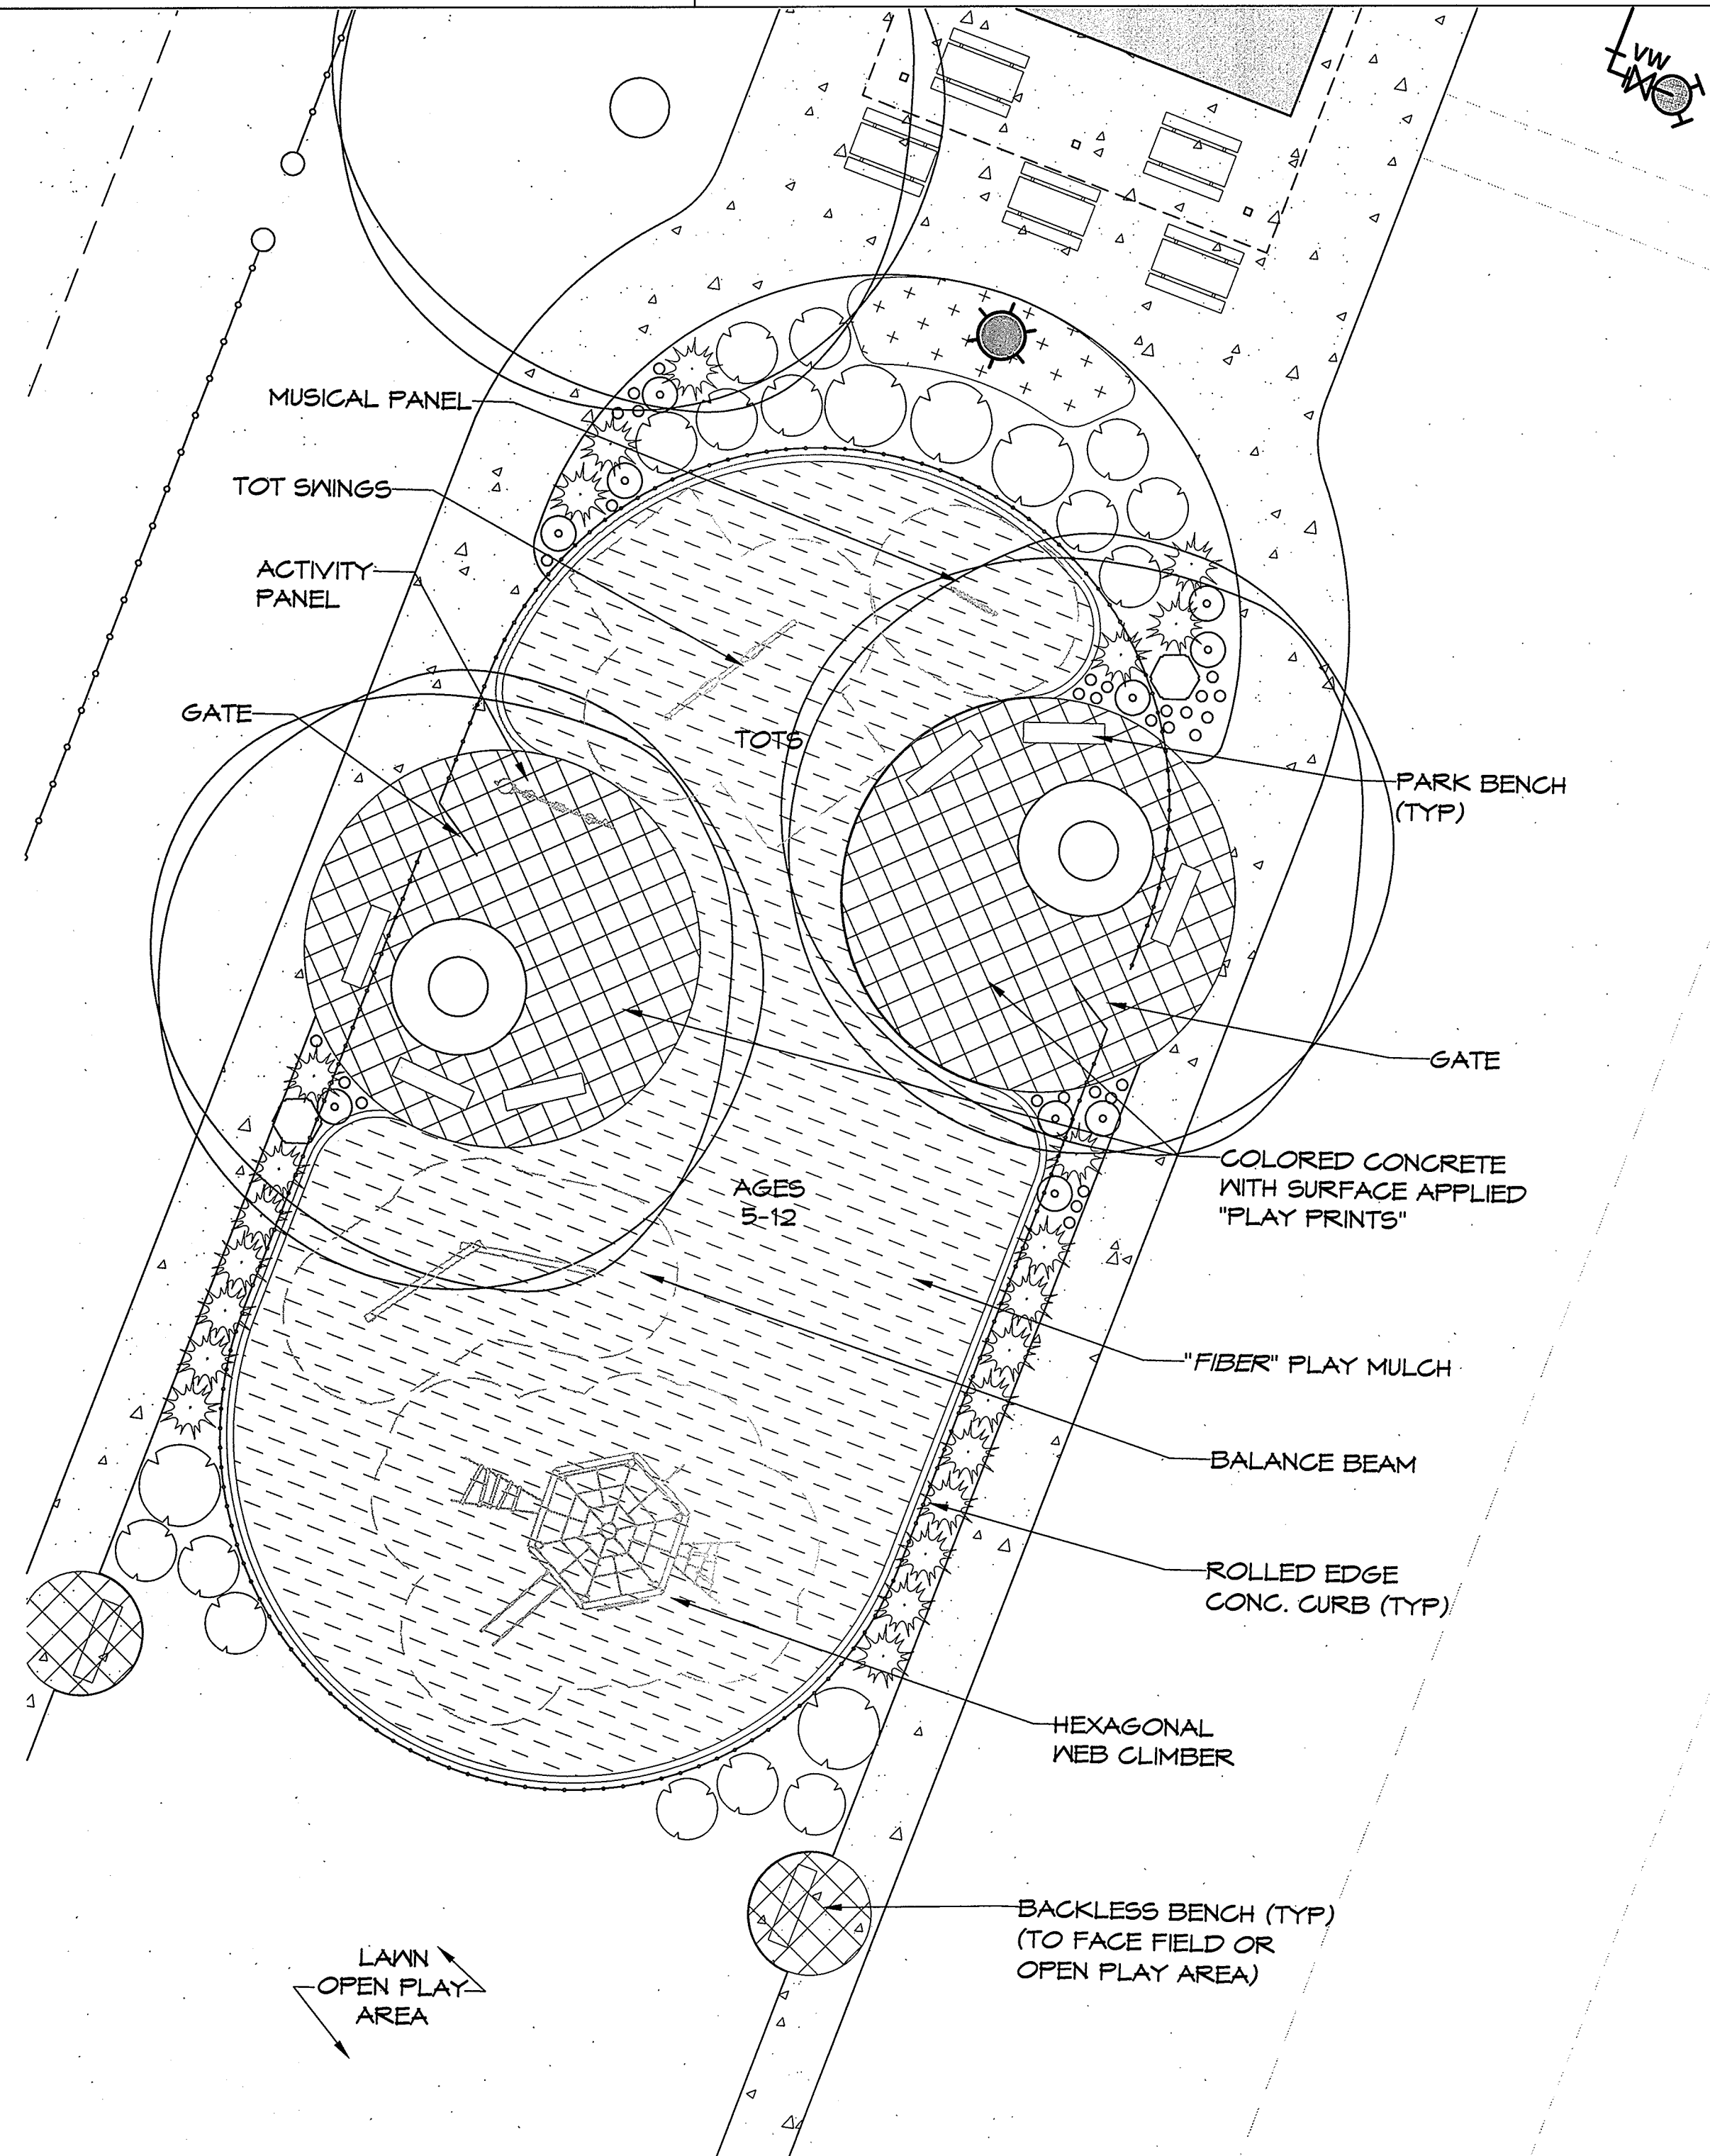 VW
MUSICAL PANEL
TOT SWINGS
ACTIVITY
PANEL
GATE
TOTS
PARK BENCH
(TYP)
GATE
COLORED CONCRETE
WITH SURFACE APPLIED
"PLAY PRINTS"
AGES
5-12
"FIBER" PLAY MULCH
BALANCE BEAM
ROLLED EDGE
CONC. CURB (TYP)
HEXAGONAL
WEB CLIMBER
BACKLESS BENCH (TYP)
(TO FACE FIELD OR
OPEN PLAY AREA)
LAWN
OPEN PLAY
AREA